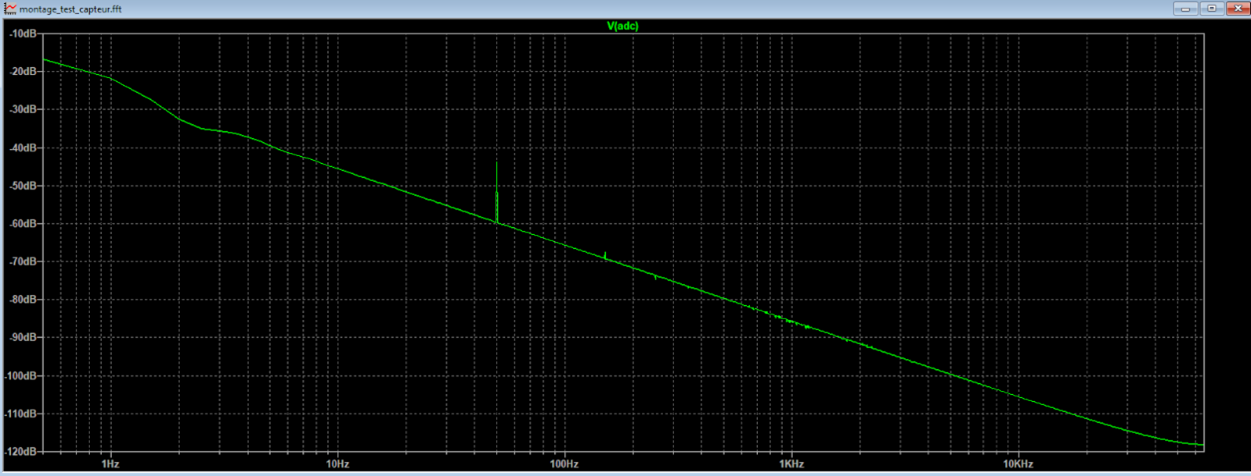 montage_test_capteur.fft
V(adc)
-10dB
-20dB
-30dB
-40dB
-50dB
-60dB
-70dB
-80dB
-90dB
-100dB
-110dB
-120dB
1Hz 10Hz 100Hz 1KHz 10KHz